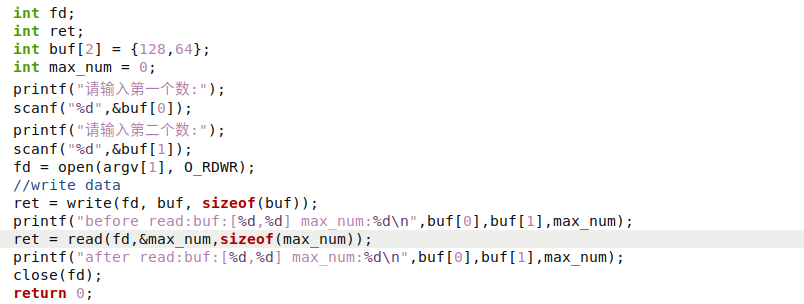 int fd;
int ret;
int buf[2] = {128,64};
int max_num = 0;
printf("请输入第一个数:");
scanf("%d",&buf[0]);
printf("请输入第二个数:");
scanf("%d",&buf[1]);
fd = open(argv[1], O_RDWR);
//write data
ret = write(fd, buf, sizeof(buf));
printf("before read:buf:[%d,%d] max_num:%d\n",buf[0],buf[1],max_num);
ret = read(fd,&max_num,sizeof(max_num));
printf("after read:buf:[%d,%d] max_num:%d\n",buf[0],buf[1],max_num);
close(fd);
return 0;